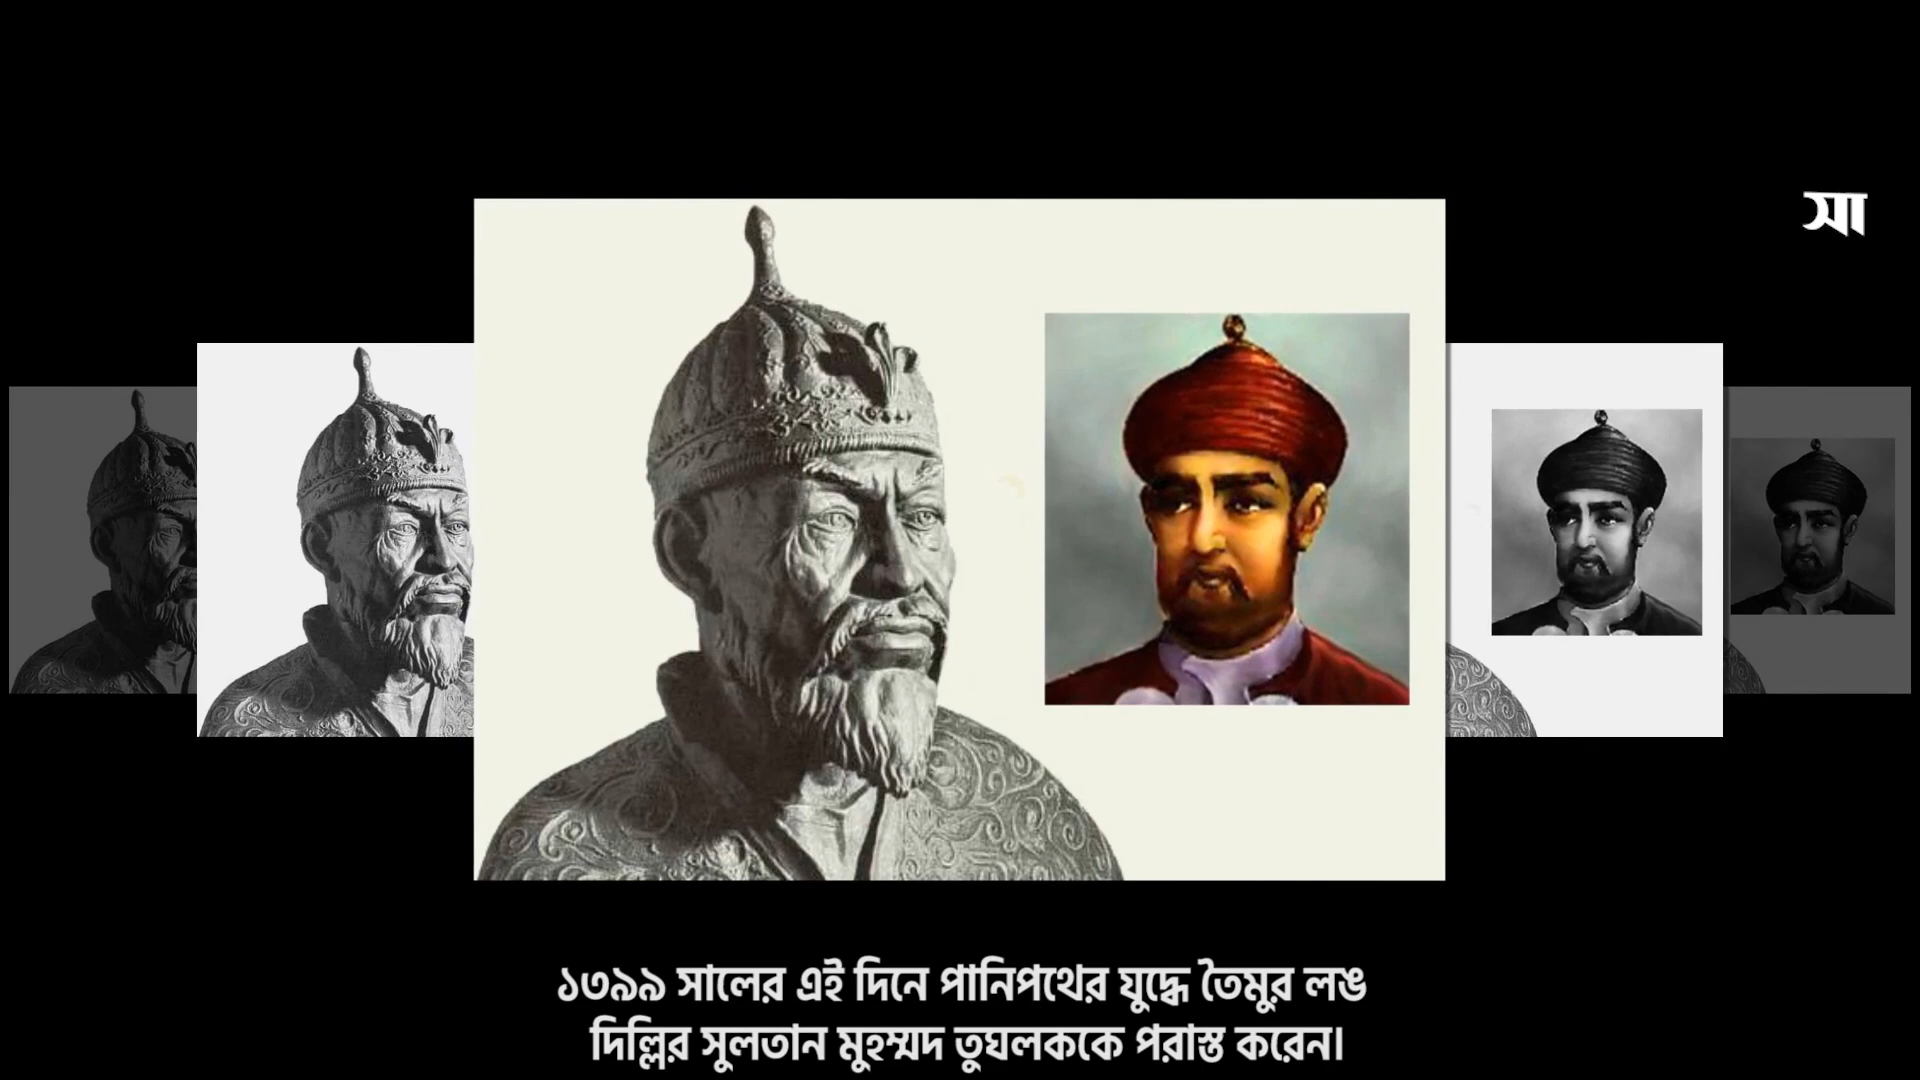 সা
১৩৯৯ সালের এই দিনে পানিপথের যুদ্ধে তৈমুর লঙ
দিল্লির সুলতান মুহম্মদ তুঘলককে পরাস্ত করেন।